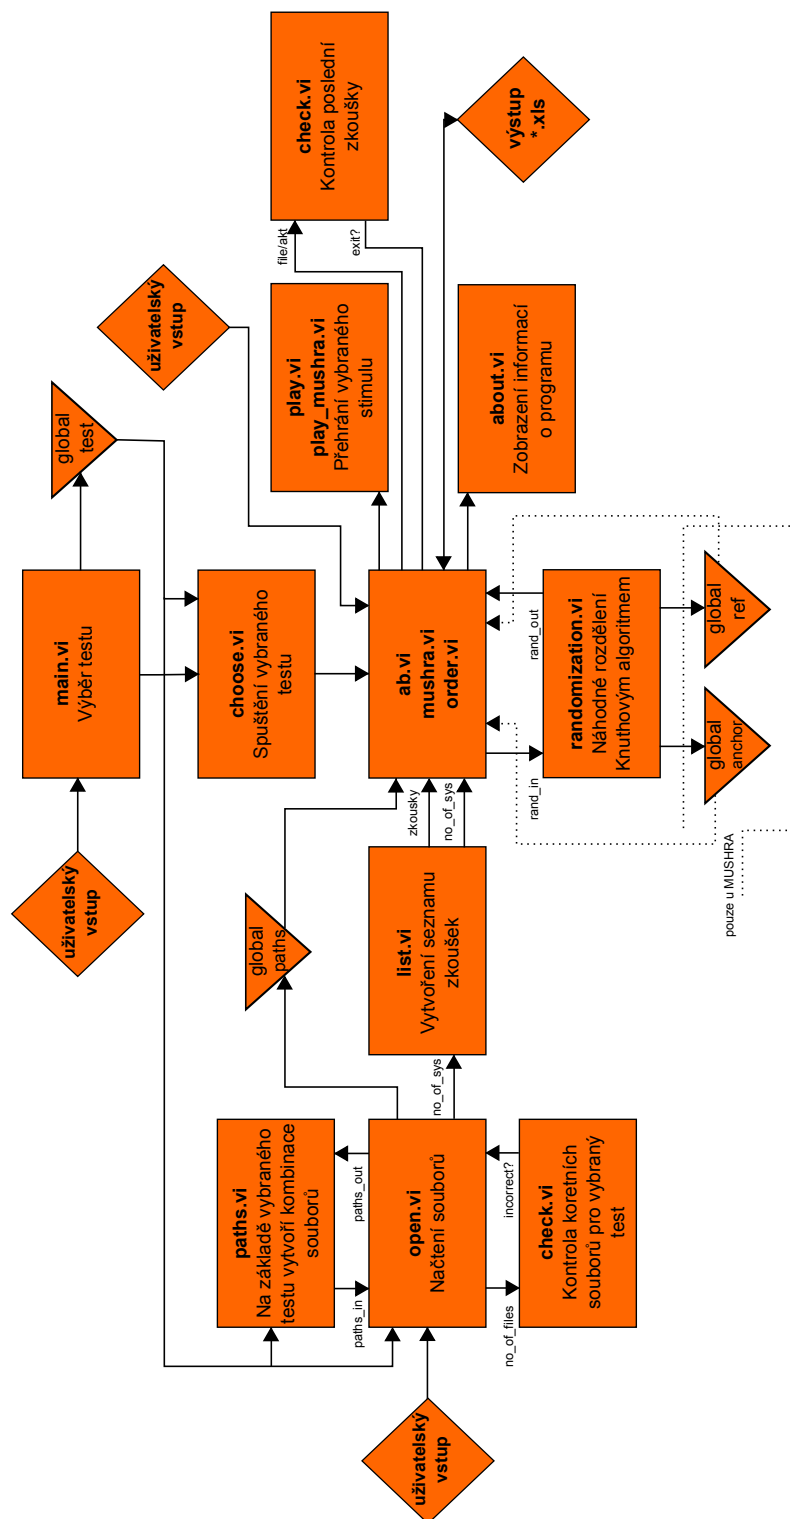 uživatelský
vstup
main.vi
Výběr testu
global
test
uživatelský
vstup
choose.vi
Spuštění vybraného
testu
check.vi
Kontrola poslední
zkoušky
file/akt
exit?
play.vi
play_mushra.vi
Přehrání vybraného
stimulu
výstup
*.xls
about.vi
Zobrazení informací
o programu
ab.vi
mushra.vi
order.vi
global
paths
zkousky
no_of_sys
list.vi
Vytvoření seznamu
zkoušek
no_of_sys
rand_in
rand_out
randomization.vi
Náhodné rozdělení
Knuthovým algoritmem
global
anchor
global
ref
pouze u MUSHRA
paths.vi
Na základě vybraného
testu vytvoří kombinace
souborů
paths_in
paths_out
open.vi
Načtení souborů
uživatelský
vstup
no_of_files
incorrect?
check.vi
Kontrola koretních
souborů pro vybraný
test